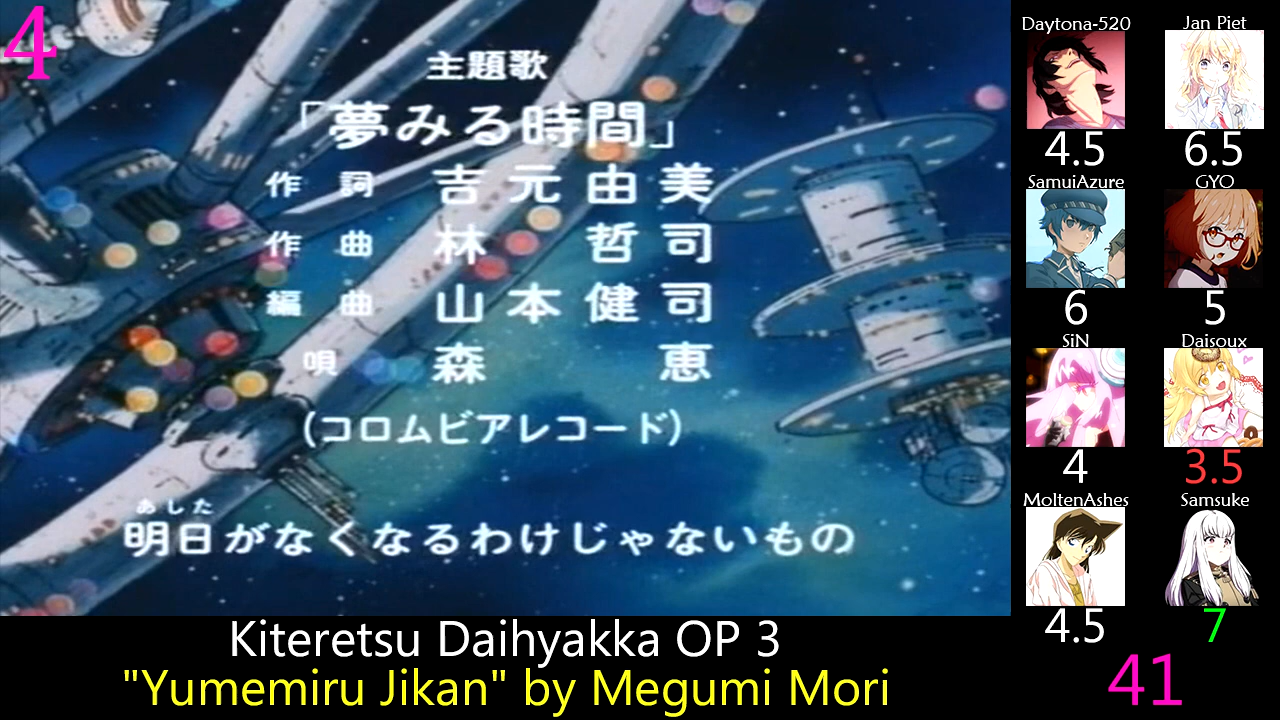 4
主題歌
「夢みる時間」
作詞 吉元由美
作曲 林 哲司
編曲 山本健司
唄 森 恵
(コロムビアレコード)
あした
明日がなくなるわけじゃないもの
Kiteretsu Daihyakka OP 3
"Yumemiru Jikan" by Megumi Mori
Daytona-520 Jan Piet
4.5 6.5
SamuiAzure GYO
6 5
SiN Daisoux
4 3.5
MoltenAshes Samsuke
4.5 7
41